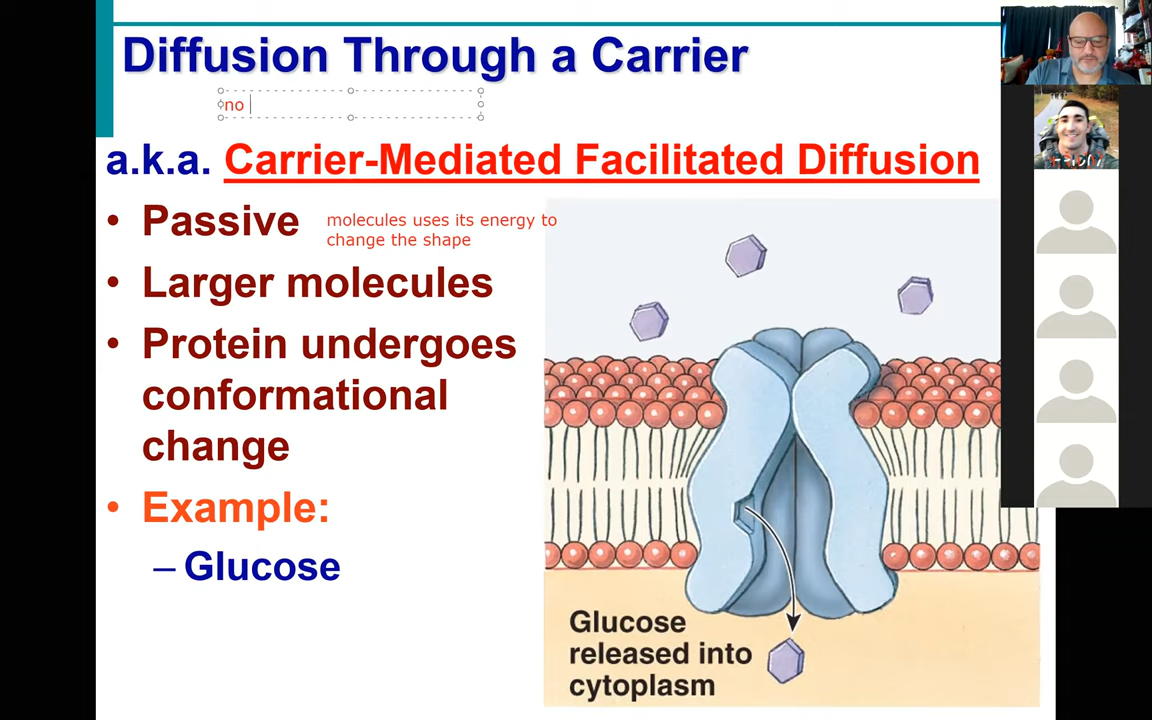 Diffusion Through a Carrier
no
a.k.a. Carrier-Mediated Facilitated Diffusion
• Passive
molecules uses its energy to
change the shape
• Larger molecules
• Protein undergoes
conformational
change
• Example:
– Glucose
Glucose
released into
cytoplasm